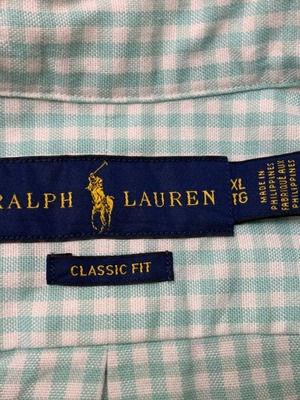 RALPH LAUREN
XL
TG
MADE IN
PHILIPPINES
FABRIQUÉ AUX
PHILIPPINES
CLASSIC FIT